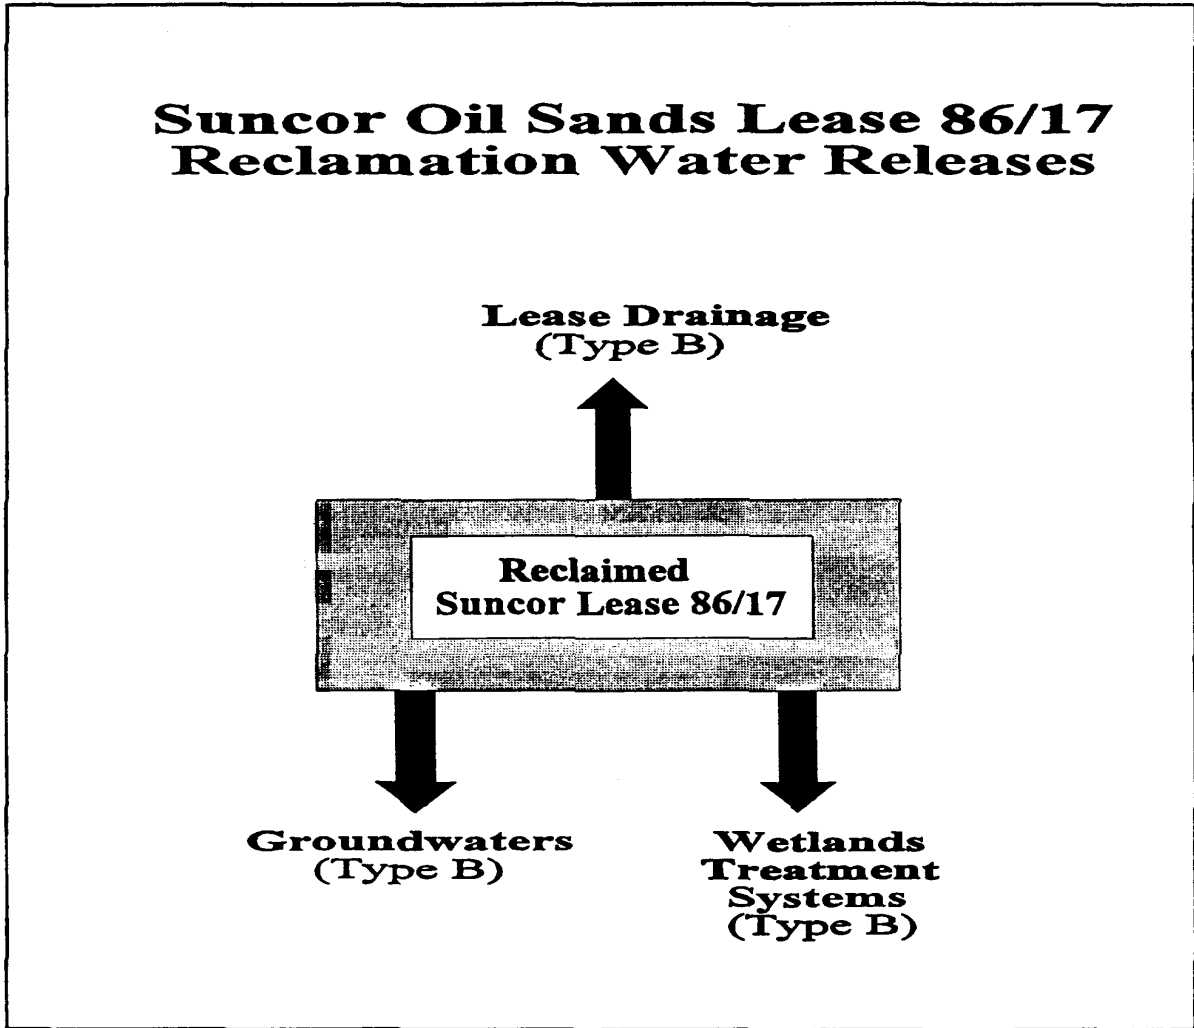 Suncor Oil Sands Lease 86/17
Reclamation Water Releases
Lease Drainage
(Type B)
Reclaimed
Suncor Lease 86/17
Groundwaters
(Type B)
Wetlands
Treatment
Systems
(Type B)